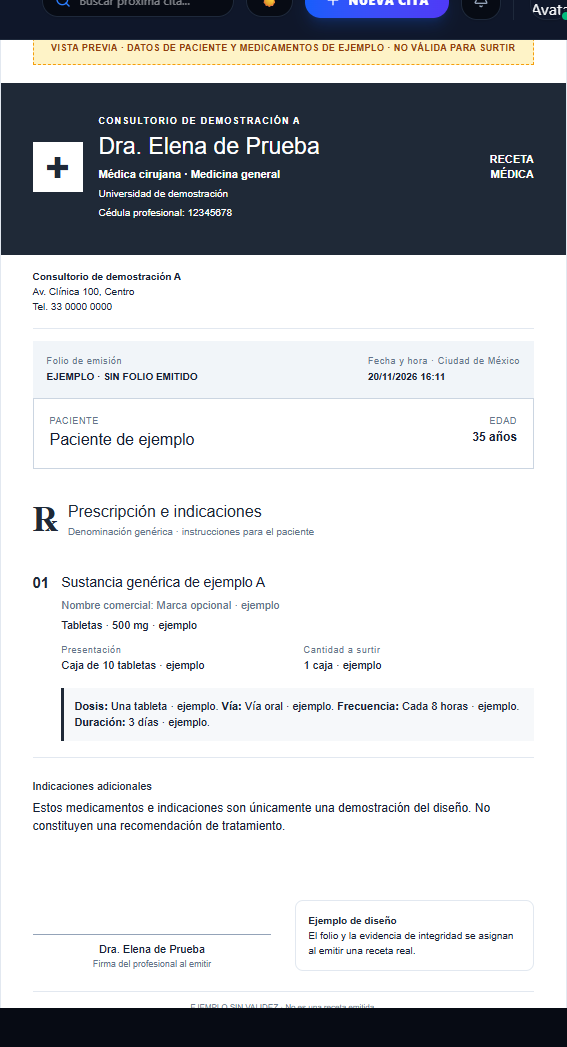 Buscar próxima cita...
NUEVA CITA
Avata
VISTA PREVIA · DATOS DE PACIENTE Y MEDICAMENTOS DE EJEMPLO · NO VÁLIDA PARA SURTIR
CONSULTORIO DE DEMOSTRACIÓN A
Dra. Elena de Prueba
Médica cirujana · Medicina general
Universidad de demostración
Cédula profesional: 12345678
RECETA
MÉDICA
Consultorio de demostración A
Av. Clínica 100, Centro
Tel. 33 0000 0000
Folio de emisión
EJEMPLO · SIN FOLIO EMITIDO
Fecha y hora · Ciudad de México
20/11/2026 16:11
PACIENTE
Paciente de ejemplo
EDAD
35 años
℞ Prescripción e indicaciones
Denominación genérica · instrucciones para el paciente
01 Sustancia genérica de ejemplo A
Nombre comercial: Marca opcional · ejemplo
Tabletas · 500 mg · ejemplo
Presentación
Caja de 10 tabletas · ejemplo
Cantidad a surtir
1 caja · ejemplo
Dosis: Una tableta · ejemplo. Vía: Vía oral · ejemplo. Frecuencia: Cada 8 horas · ejemplo.
Duración: 3 días · ejemplo.
Indicaciones adicionales
Estos medicamentos e indicaciones son únicamente una demostración del diseño. No
constituyen una recomendación de tratamiento.
Dra. Elena de Prueba
Firma del profesional al emitir
Ejemplo de diseño
El folio y la evidencia de integridad se asignan
al emitir una receta real.
EJEMPLO SIN VALIDEZ · No es una receta emitida